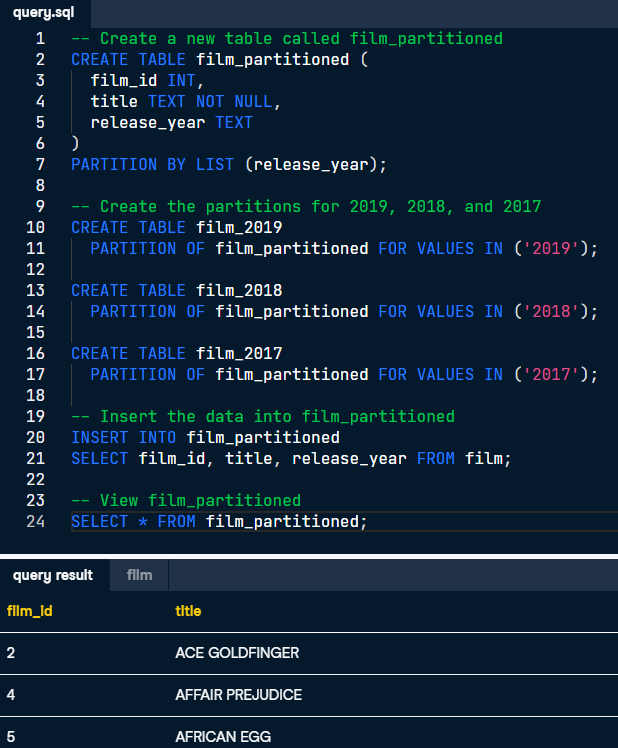 query.sql
1 -- Create a new table called film_partitioned
2 CREATE TABLE film_partitioned (
3   film_id INT,
4   title TEXT NOT NULL,
5   release_year TEXT
6 )
7 PARTITION BY LIST (release_year);
8
9 -- Create the partitions for 2019, 2018, and 2017
10 CREATE TABLE film_2019
11   PARTITION OF film_partitioned FOR VALUES IN ('2019');
12
13 CREATE TABLE film_2018
14   PARTITION OF film_partitioned FOR VALUES IN ('2018');
15
16 CREATE TABLE film_2017
17   PARTITION OF film_partitioned FOR VALUES IN ('2017');
18
19 -- Insert the data into film_partitioned
20 INSERT INTO film_partitioned
21 SELECT film_id, title, release_year FROM film;
22
23 -- View film_partitioned
24 SELECT * FROM film_partitioned;
query result film
film_id title
2 ACE GOLDFINGER
4 AFFAIR PREJUDICE
5 AFRICAN EGG